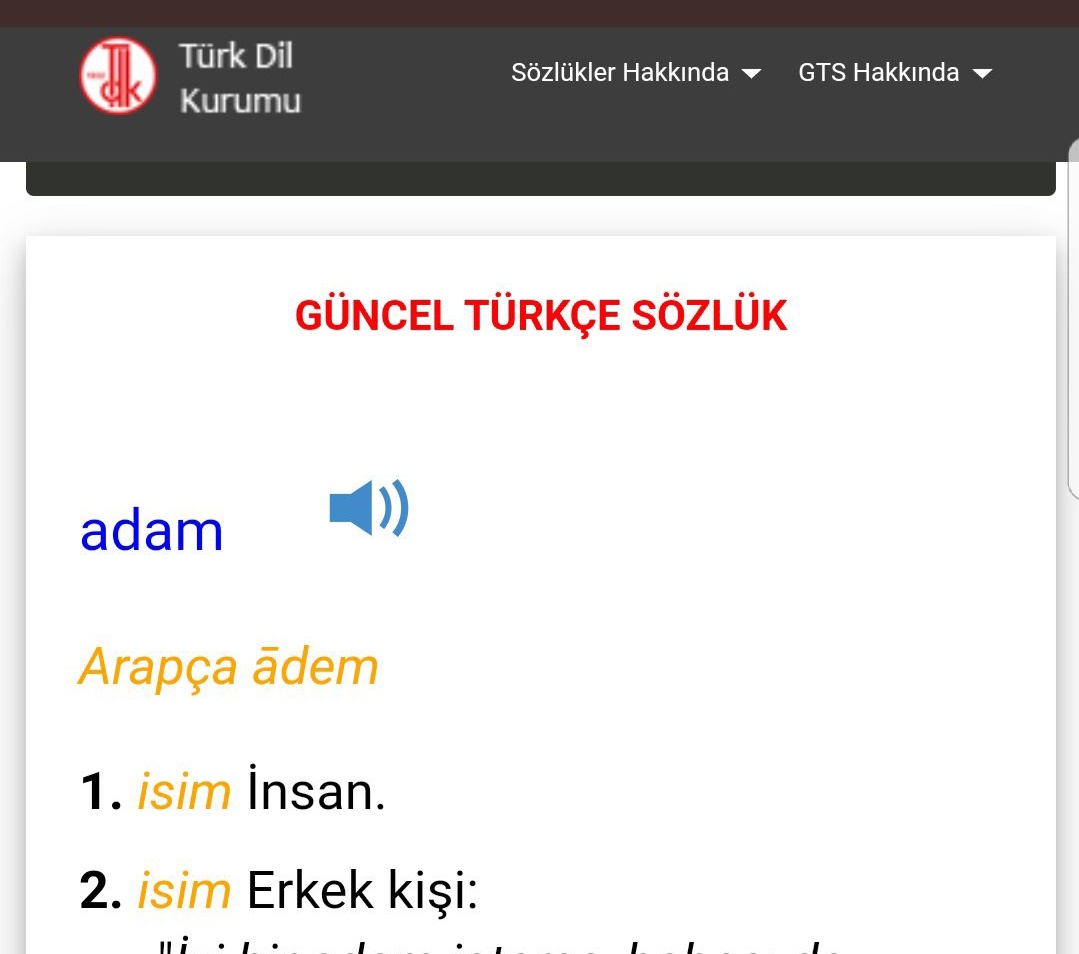 Türk Dil
Kurumu
Sözlükler Hakkında
GTS Hakkında
GÜNCEL TÜRKÇE SÖZLÜK
adam
Arapça ādem
1. isim İnsan.
2. isim Erkek kişi: